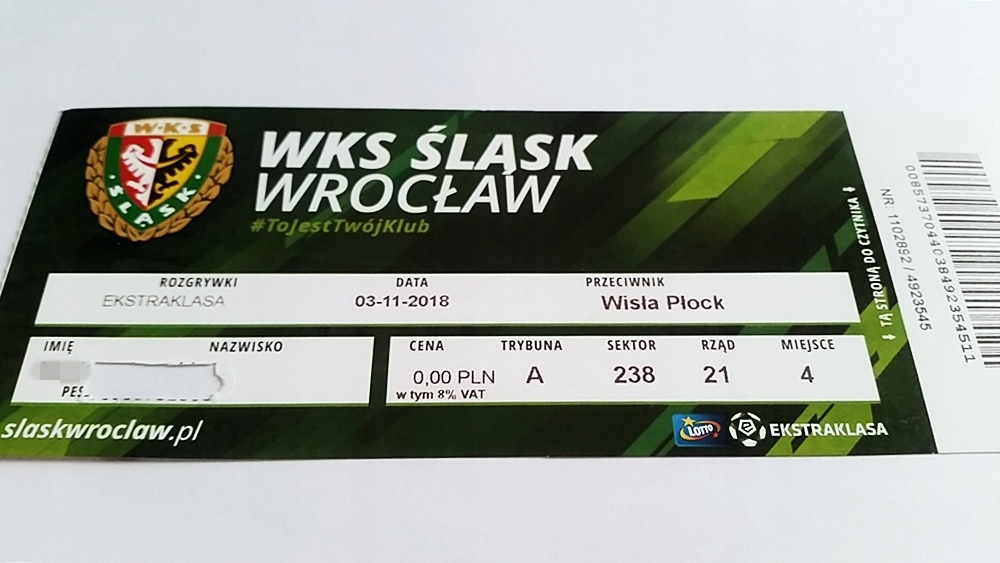 W·K·S
ŚLĄSK
WKS ŚLĄSK
WROCŁAW
#ToJestTwójKlub
ROZGRYWKI DATA PRZECIWNIK
EKSTRAKLASA 03-11-2018 Wisła Płock
IMIĘ NAZWISKO
CENA TRYBUNA SEKTOR RZĄD MIEJSCE
0,00 PLN A 238 21 4
w tym 8% VAT
slaskwroclaw.pl
LOTTO
EKSTRAKLASA
TĄ STRONĄ DO CZYTNIKA
NR: 1102892 / 4923545
00857370440384923545​11